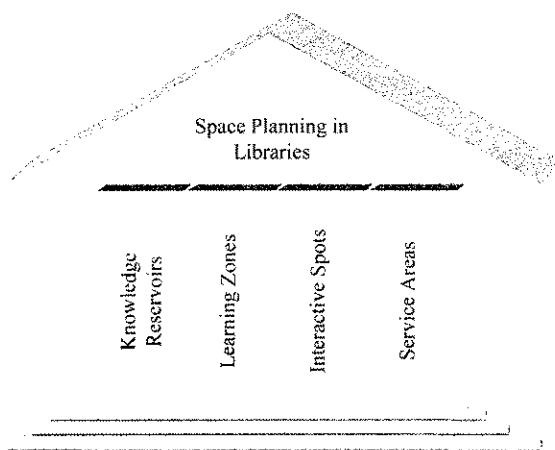 Space Planning in
Libraries
Knowledge
Reservoirs
Learning Zones
Interactive Spots
Service Areas